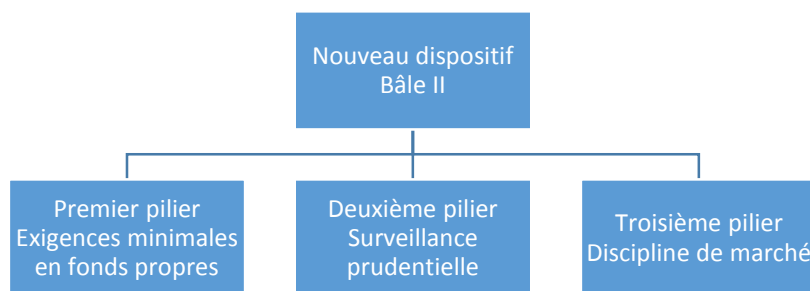 Nouveau dispositif
Bâle II
Premier pilier
Exigences minimales
en fonds propres
Deuxième pilier
Surveillance
prudentielle
Troisième pilier
Discipline de marché